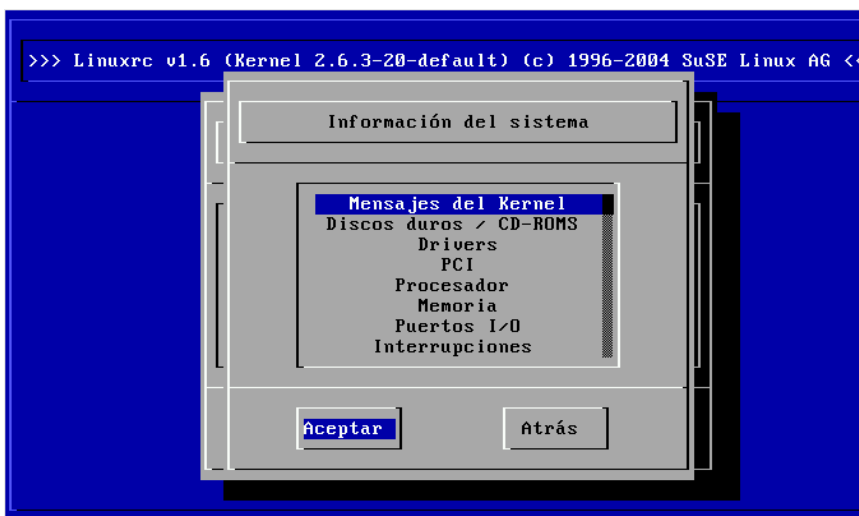 >>> Linuxrc v1.6 (Kernel 2.6.3-20-default) (c) 1996-2004 SuSE Linux AG <
Información del sistema
Mensajes del Kernel
Discos duros / CD-ROMS
Drivers
PCI
Procesador
Memoria
Puertos I/O
Interrupciones
Aceptar
Atrás